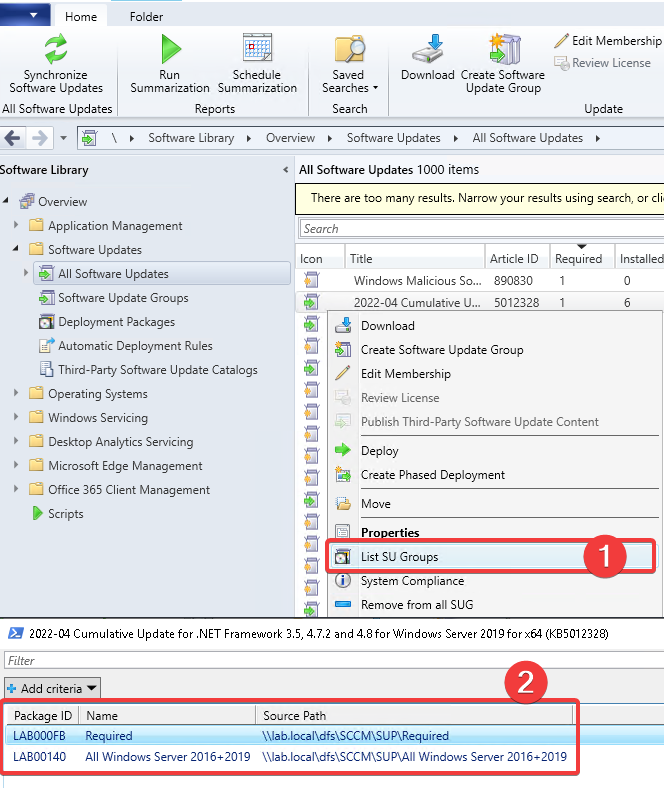 Home Folder
Synchronize
Software Updates
Run
Summarization
Schedule
Summarization
Saved
Searches
Download
Create Software
Update Group
Edit Membership
Review License
All Software Updates Reports Search Update
\ Software Library Overview Software Updates All Software Updates
Software Library
Overview
Application Management
Software Updates
All Software Updates
Software Update Groups
Deployment Packages
Automatic Deployment Rules
Third-Party Software Update Catalogs
Operating Systems
Windows Servicing
Desktop Analytics Servicing
Microsoft Edge Management
Office 365 Client Management
Scripts
All Software Updates 1000 items
There are too many results. Narrow your results using search, or cli
Search
Icon Title Article ID Required Installed
Windows Malicious So... 890830 1 0
2022-04 Cumulative U... 5012328 1 6
Download
Create Software Update Group
Edit Membership
Review License
Publish Third-Party Software Update Content
Deploy
Create Phased Deployment
Move
Properties
List SU Groups
1
System Compliance
Remove from all SUG
2022-04 Cumulative Update for .NET Framework 3.5, 4.7.2 and 4.8 for Windows Server 2019 for x64 (KB5012328)
Filter
Add criteria
2
Package ID Name Source Path
LAB000FB Required \\lab.local\dfs\SCCM\SUP\Required
LAB00140 All Windows Server 2016+2019 \\lab.local\dfs\SCCM\SUP\All Windows Server 2016+2019